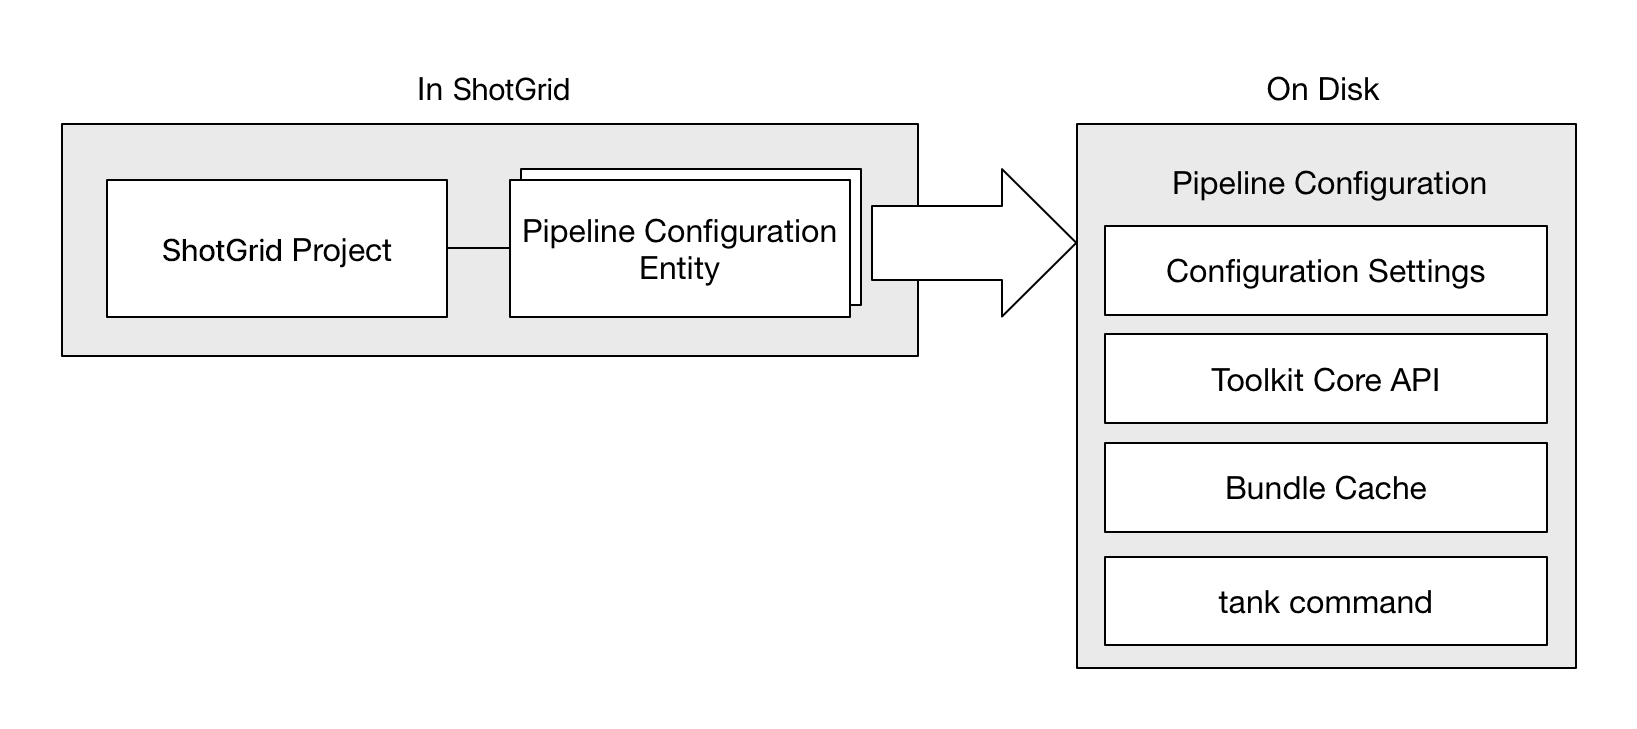 In ShotGrid
ShotGrid Project
Pipeline Configuration
Entity
On Disk
Pipeline Configuration
Configuration Settings
Toolkit Core API
Bundle Cache
tank command